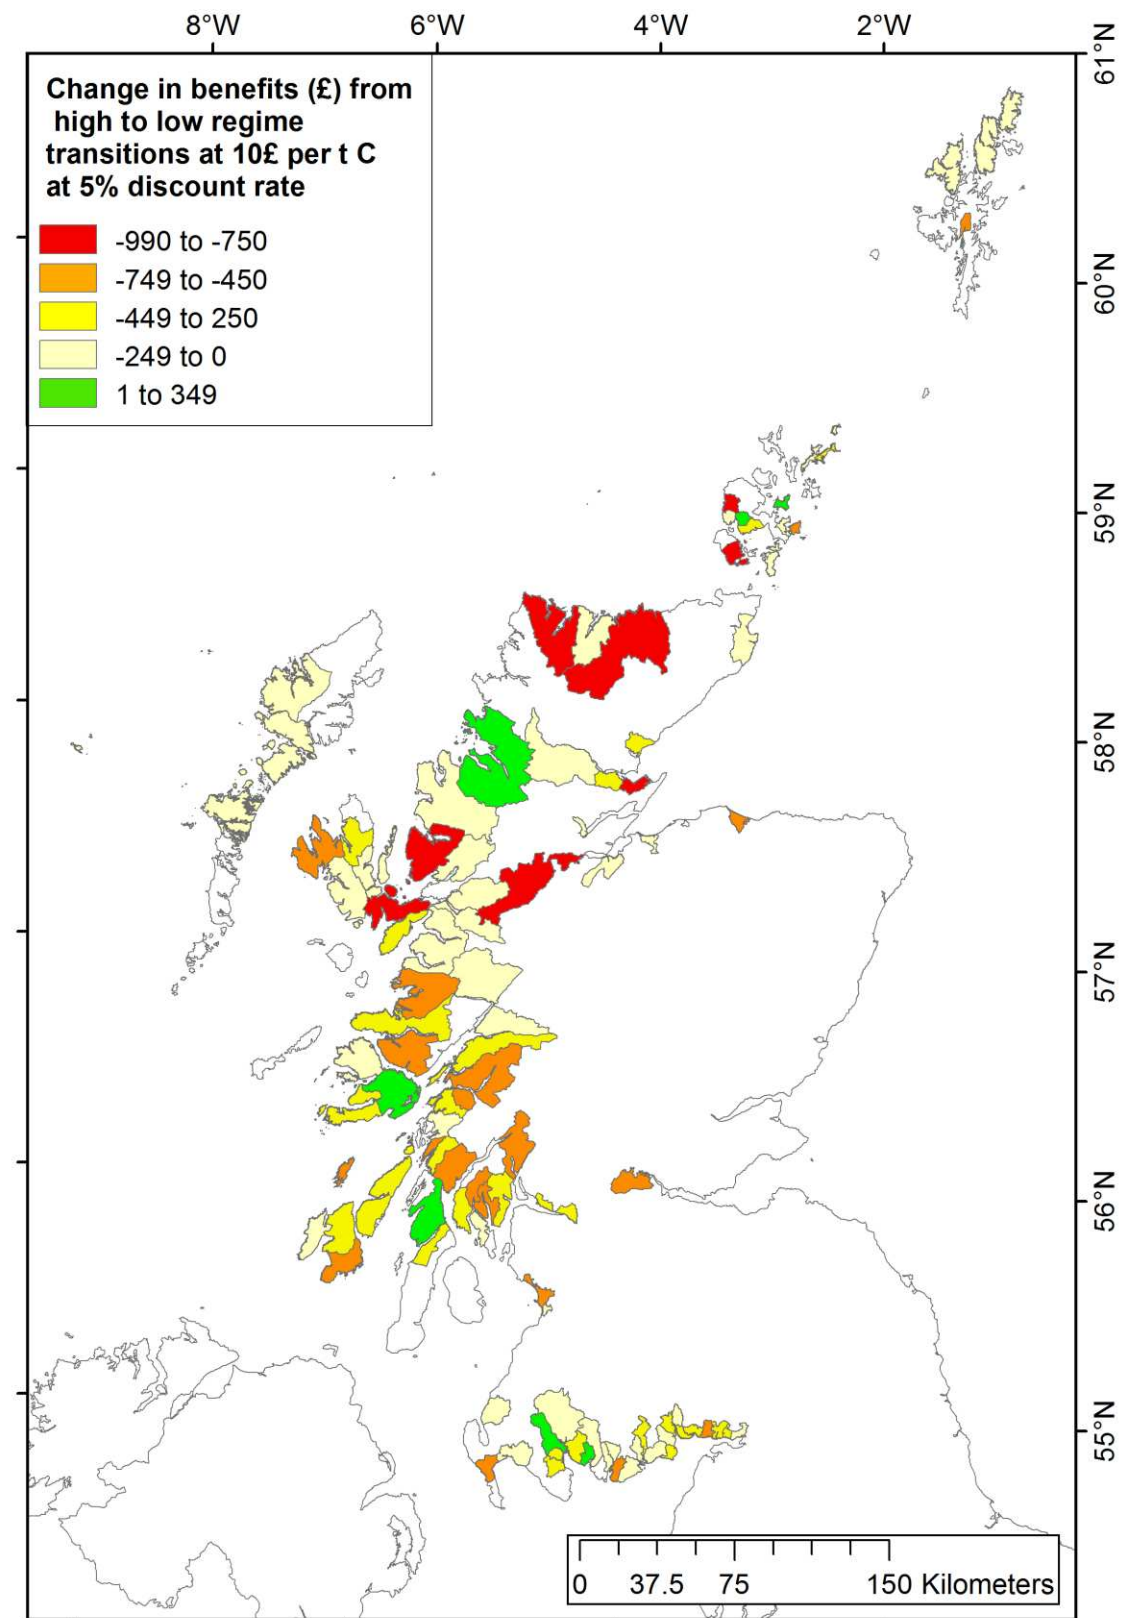 8°W 6°W 4°W 2°W
Change in benefits (£) from
high to low regime
transitions at 10£ per t C
at 5% discount rate
-990 to -750
-749 to -450
-449 to 250
-249 to 0
1 to 349
61°N
60°N
59°N
58°N
57°N
56°N
55°N
0 37.5 75 150 Kilometers